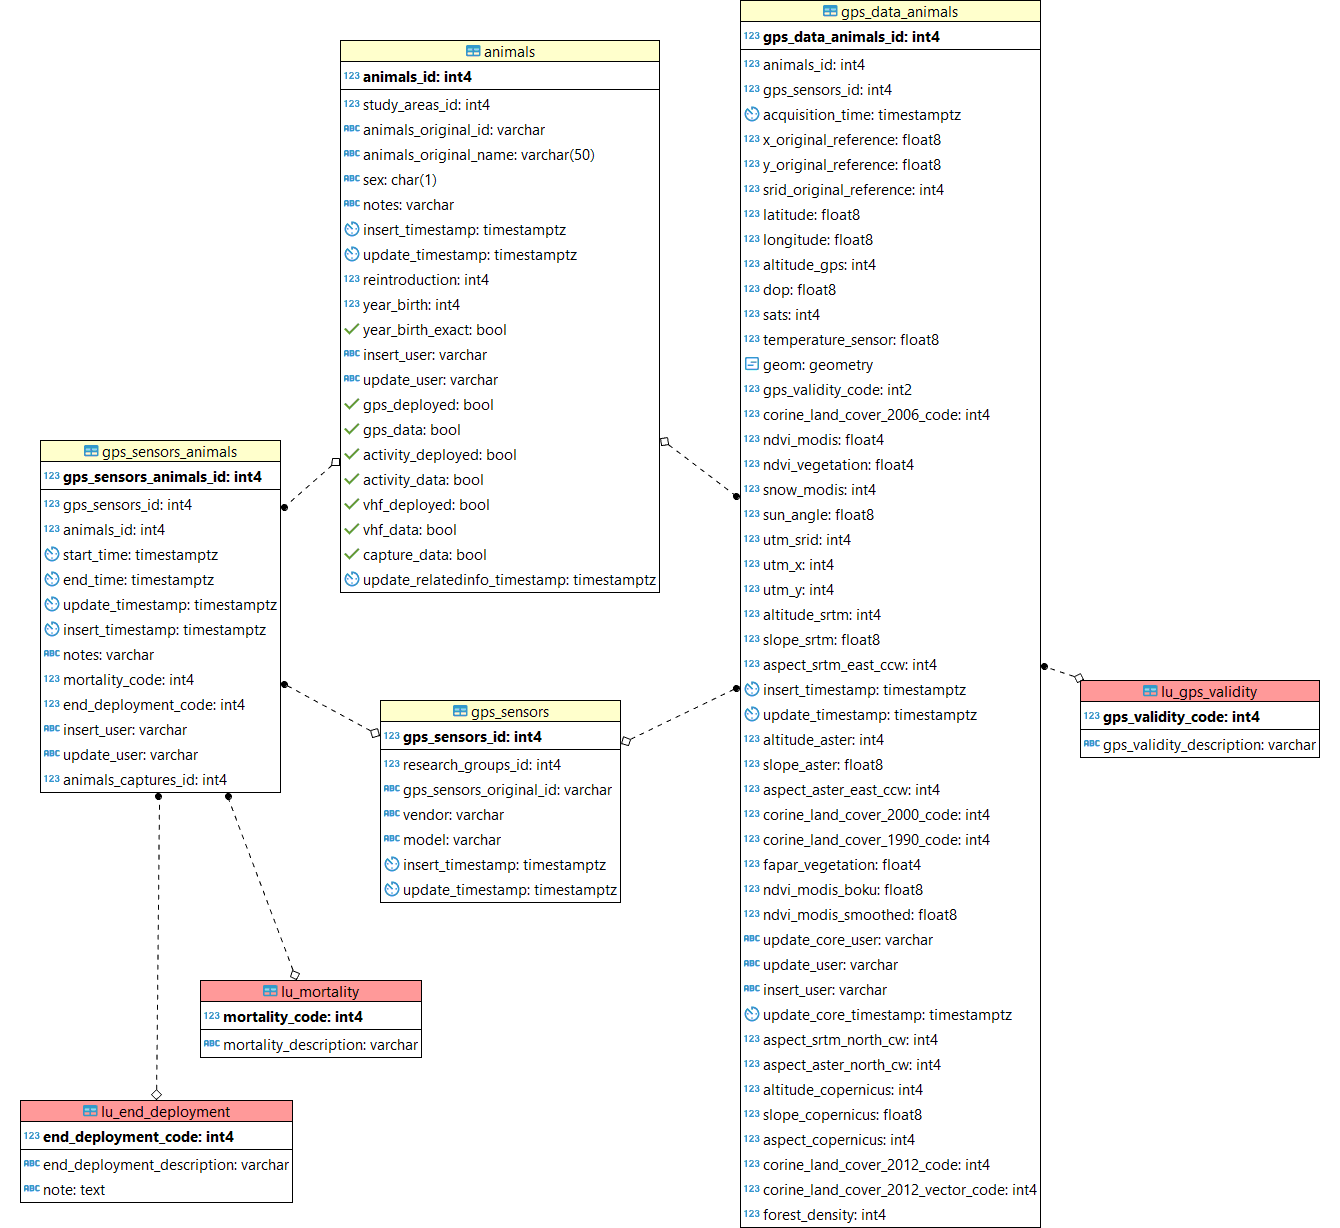 gps_data_animals
123 gps_data_animals_id: int4
123 animals_id: int4
123 gps_sensors_id: int4
acquisition_time: timestamptz
123 x_original_reference: float8
123 y_original_reference: float8
123 srid_original_reference: int4
123 latitude: float8
123 longitude: float8
123 altitude_gps: int4
123 dop: float8
123 sats: int4
123 temperature_sensor: float8
geom: geometry
123 gps_validity_code: int2
123 corine_land_cover_2006_code: int4
123 ndvi_modis: float4
123 ndvi_vegetation: float4
123 snow_modis: int4
123 sun_angle: float8
123 utm_srid: int4
123 utm_x: int4
123 utm_y: int4
123 altitude_srtm: int4
123 slope_srtm: float8
123 aspect_srtm_east_ccw: int4
insert_timestamp: timestamptz
update_timestamp: timestamptz
123 altitude_aster: int4
123 slope_aster: float8
123 aspect_aster_east_ccw: int4
123 corine_land_cover_2000_code: int4
123 corine_land_cover_1990_code: int4
123 fapar_vegetation: float4
123 ndvi_modis_boku: float8
123 ndvi_modis_smoothed: float8
ABC update_core_user: varchar
ABC update_user: varchar
ABC insert_user: varchar
update_core_timestamp: timestamptz
123 aspect_srtm_north_cw: int4
123 aspect_aster_north_cw: int4
123 altitude_copernicus: int4
123 slope_copernicus: float8
123 aspect_copernicus: int4
123 corine_land_cover_2012_code: int4
123 corine_land_cover_2012_vector_code: int4
123 forest_density: int4
animals
123 animals_id: int4
123 study_areas_id: int4
ABC animals_original_id: varchar
ABC animals_original_name: varchar(50)
ABC sex: char(1)
ABC notes: varchar
insert_timestamp: timestamptz
update_timestamp: timestamptz
123 reintroduction: int4
123 year_birth: int4
year_birth_exact: bool
ABC insert_user: varchar
ABC update_user: varchar
gps_deployed: bool
gps_data: bool
activity_deployed: bool
activity_data: bool
vhf_deployed: bool
vhf_data: bool
capture_data: bool
update_relatedinfo_timestamp: timestamptz
gps_sensors_animals
123 gps_sensors_animals_id: int4
123 gps_sensors_id: int4
123 animals_id: int4
start_time: timestamptz
end_time: timestamptz
update_timestamp: timestamptz
insert_timestamp: timestamptz
ABC notes: varchar
123 mortality_code: int4
123 end_deployment_code: int4
ABC insert_user: varchar
ABC update_user: varchar
123 animals_captures_id: int4
gps_sensors
123 gps_sensors_id: int4
123 research_groups_id: int4
ABC gps_sensors_original_id: varchar
ABC vendor: varchar
ABC model: varchar
insert_timestamp: timestamptz
update_timestamp: timestamptz
lu_gps_validity
123 gps_validity_code: int4
ABC gps_validity_description: varchar
lu_mortality
123 mortality_code: int4
ABC mortality_description: varchar
lu_end_deployment
123 end_deployment_code: int4
ABC end_deployment_description: varchar
ABC note: text